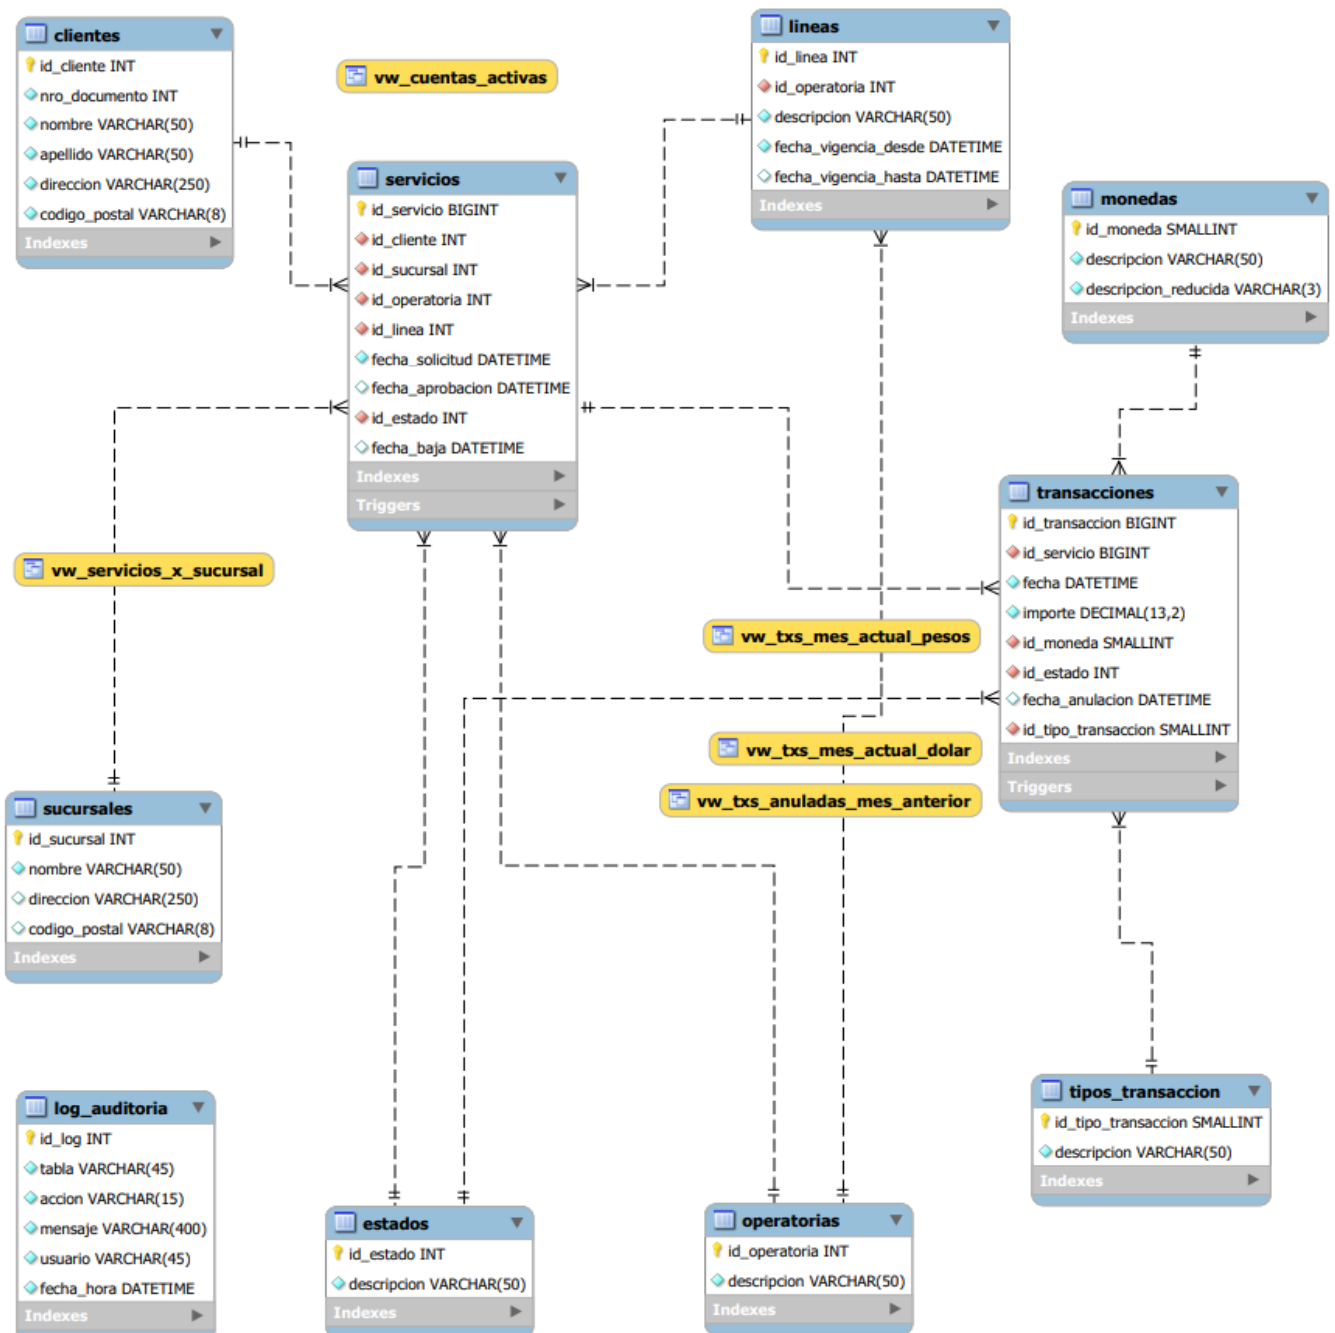 clientes
id_cliente INT
nro_documento INT
nombre VARCHAR(50)
apellido VARCHAR(50)
direccion VARCHAR(250)
codigo_postal VARCHAR(8)
Indexes
vw_cuentas_activas
lineas
id_linea INT
id_operatoria INT
descripcion VARCHAR(50)
fecha_vigencia_desde DATETIME
fecha_vigencia_hasta DATETIME
Indexes
servicios
id_servicio BIGINT
id_cliente INT
id_sucursal INT
id_operatoria INT
id_linea INT
fecha_solicitud DATETIME
fecha_aprobacion DATETIME
id_estado INT
fecha_baja DATETIME
Indexes
Triggers
monedas
id_moneda SMALLINT
descripcion VARCHAR(50)
descripcion_reducida VARCHAR(3)
Indexes
transacciones
id_transaccion BIGINT
id_servicio BIGINT
fecha DATETIME
importe DECIMAL(13,2)
id_moneda SMALLINT
id_estado INT
fecha_anulacion DATETIME
id_tipo_transaccion SMALLINT
Indexes
Triggers
vw_servicios_x_sucursal
vw_txs_mes_actual_pesos
vw_txs_mes_actual_dolar
vw_txs_anuladas_mes_anterior
sucursales
id_sucursal INT
nombre VARCHAR(50)
direccion VARCHAR(250)
codigo_postal VARCHAR(8)
Indexes
log_auditoria
id_log INT
tabla VARCHAR(45)
accion VARCHAR(15)
mensaje VARCHAR(400)
usuario VARCHAR(45)
fecha_hora DATETIME
Indexes
estados
id_estado INT
descripcion VARCHAR(50)
Indexes
operatorias
id_operatoria INT
descripcion VARCHAR(50)
Indexes
tipos_transaccion
id_tipo_transaccion SMALLINT
descripcion VARCHAR(50)
Indexes